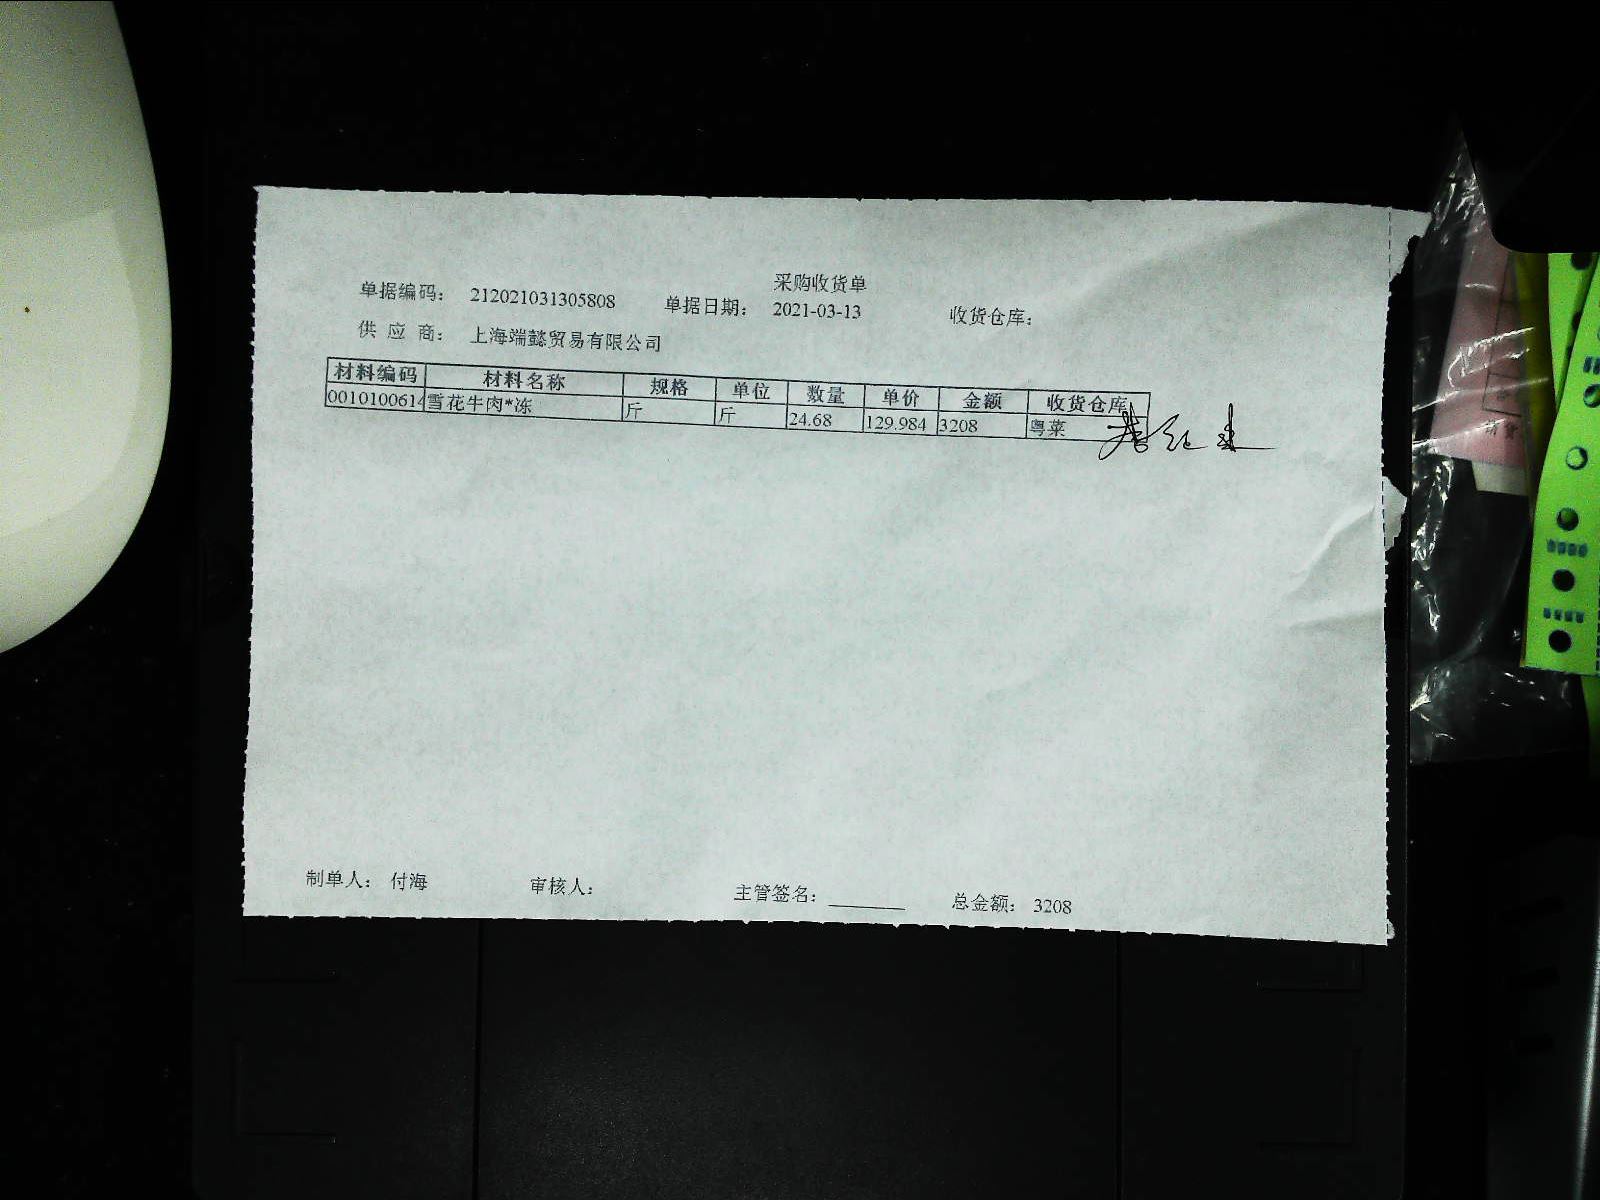 采购收货单
单据编码： 212021031305808 单据日期： 2021-03-13 收货仓库：
供 应 商： 上海端懿贸易有限公司
材料编码 材料名称 规格 单位 数量 单价 金额 收货仓库
0010100614 雪花牛肉*冻 斤 斤 24.68 129.984 3208 粤菜
制单人： 付海 审核人： 主管签名： ________ 总金额： 3208